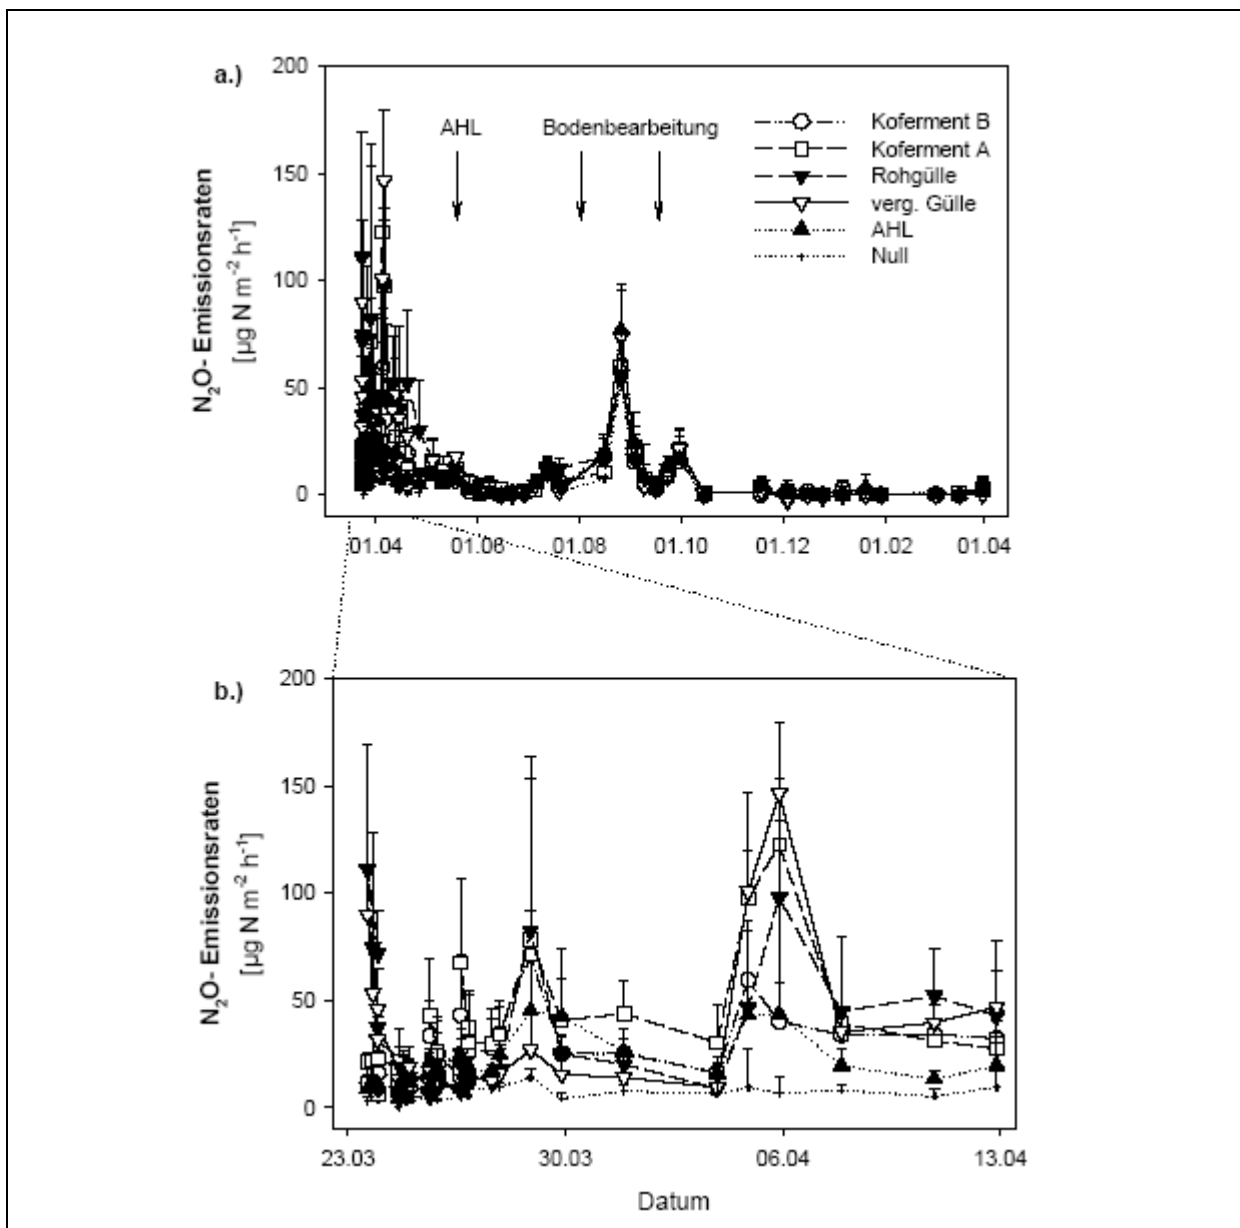 a.)
N₂O- Emissionsraten
[µg N m⁻² h⁻¹]
200
150
100
50
0
AHL
Bodenbearbeitung
Koferment B
Koferment A
Rohgülle
verg. Gülle
AHL
Null
01.04 01.06 01.08 01.10 01.12 01.02 01.04
b.)
N₂O- Emissionsraten
[µg N m⁻² h⁻¹]
200
150
100
50
0
23.03 30.03 06.04 13.04
Datum